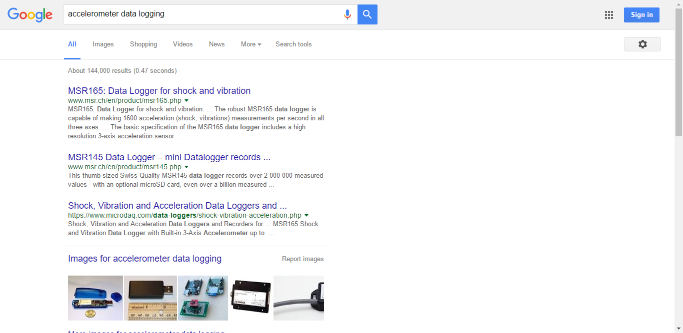 Google
accelerometer data logging
Sign in
All Images Shopping Videos News More Search tools
About 144,000 results (0.47 seconds)
MSR165: Data Logger for shock and vibration
www.msr.ch/en/product/msr165.php
MSR165: Data Logger for shock and vibration. ... The robust MSR165 data logger is
capable of making 1600 acceleration (shock, vibrations) measurements per second in all
three axes. ... The basic specification of the MSR165 data logger includes a high
resolution 3-axis acceleration sensor
MSR145 Data Logger – mini Datalogger records ...
www.msr.ch/en/product/msr145.php
This thumb-sized Swiss Quality MSR145 data logger records over 2 000 000 measured
values - with an optional microSD card, even over a billion measured ...
Shock, Vibration and Acceleration Data Loggers and ...
https://www.microdaq.com/data-loggers/shock-vibration-acceleration.php
Shock, Vibration and Acceleration Data Loggers and Recorders for ... MSR165 Shock
and Vibration Data Logger with Built-in 3-Axis Accelerometer up to ...
Images for accelerometer data logging
Report images
More images for accelerometer data logging